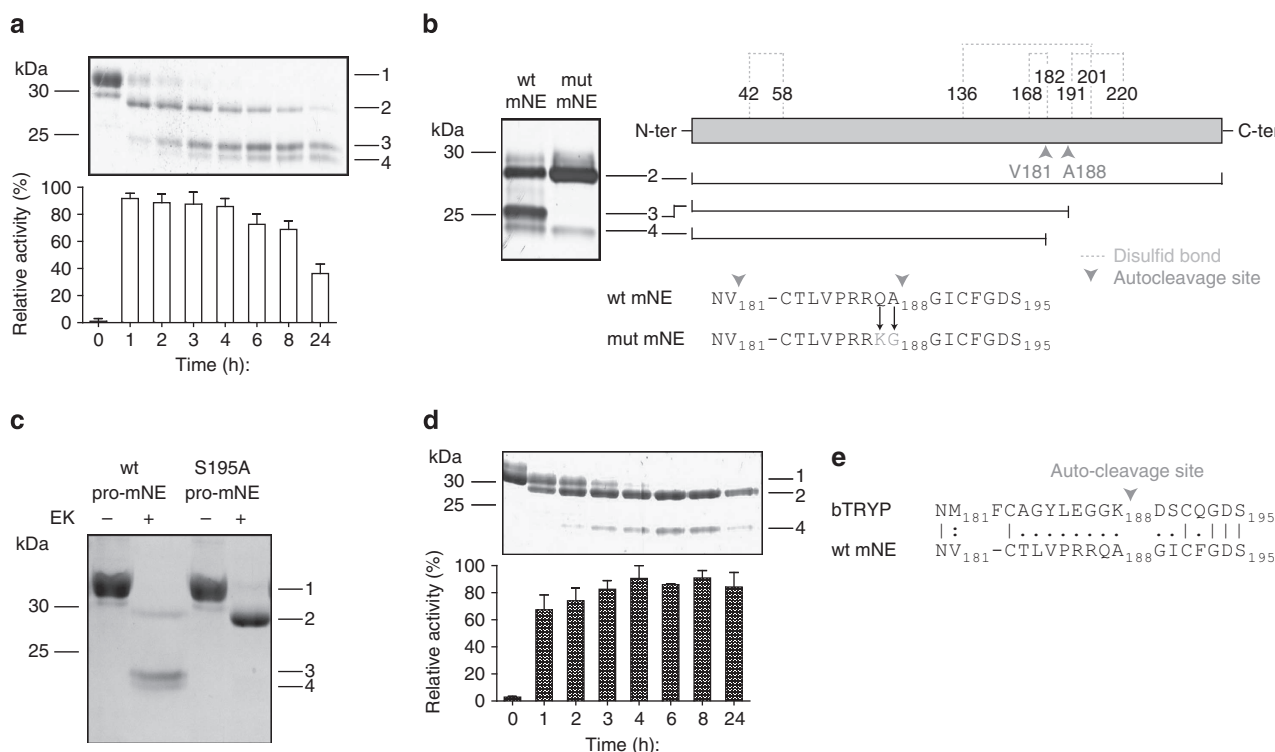 a
kDa
30
25
1
2
3
4
Relative activity (%)
100
80
60
40
20
0
0 1 2 3 4 6 8 24
Time (h):
b
wt mNE
mut mNE
kDa
30
25
2
3
4
42 58 136 168 182 191 201 220
N-ter
C-ter
V181 A188
Disulfid bond
Autocleavage site
wt mNE NV181-CTLVPRRQA188GICFGDS195
mut mNE NV181-CTLVPRRKG188GICFGDS195
c
wt pro-mNE
S195A pro-mNE
EK – + – +
kDa
30
25
1
2
3
4
d
kDa
30
25
1
2
4
Relative activity (%)
100
80
60
40
20
0
0 1 2 3 4 6 8 24
Time (h):
e
Auto-cleavage site
bTRYP NM181FCAGYLEGGK188DSCQGDS195
wt mNE NV181-CTLVPRRQA188GICFGDS195